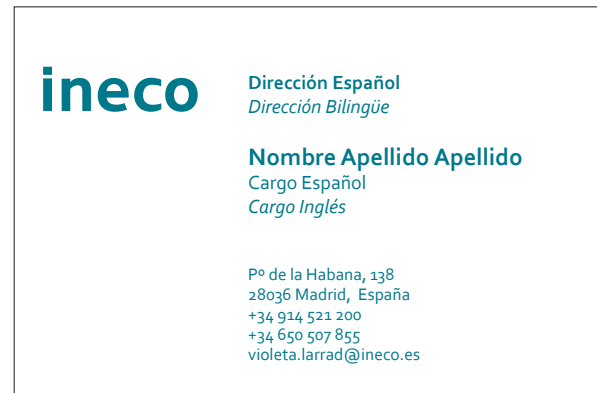 ineco
Dirección Español
Dirección Bilingüe
Nombre Apellido Apellido
Cargo Español
Cargo Inglés
Pº de la Habana, 138
28036 Madrid, España
+34 914 521 200
+34 650 507 855
violeta.larrad@ineco.es